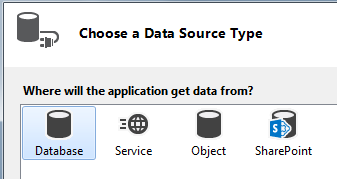 Choose a Data Source Type
Where will the application get data from?
Database Service Object SharePoint